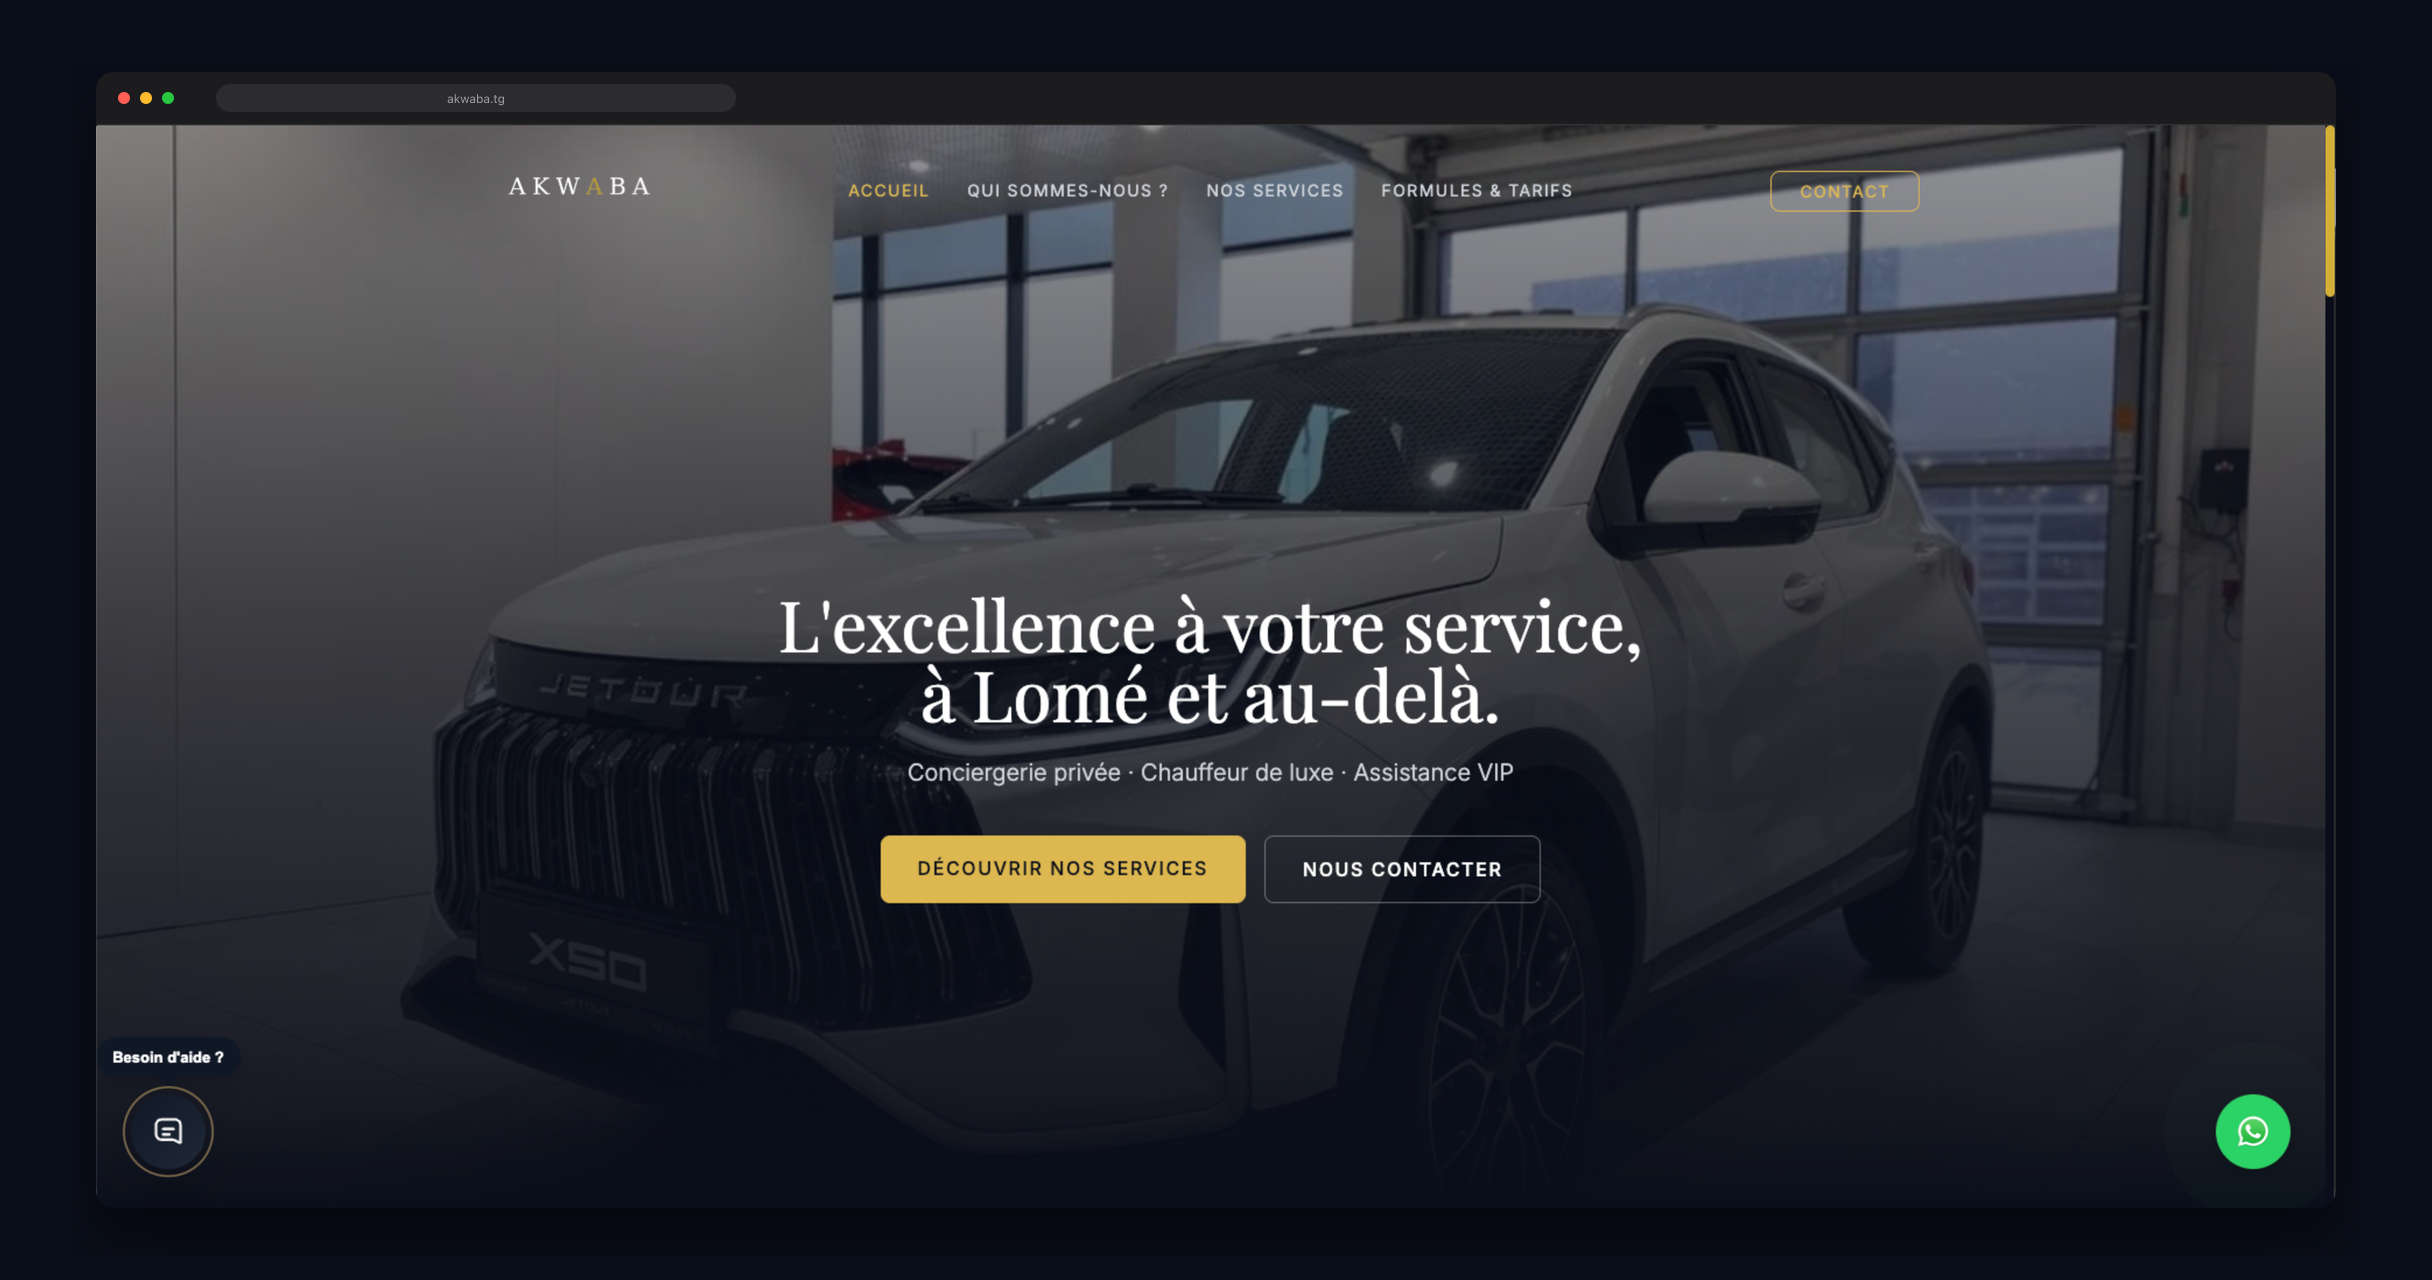 akwaba.tg
AKWABA
ACCUEIL
QUI SOMMES-NOUS ?
NOS SERVICES
FORMULES & TARIFS
CONTACT
JETOUR
L'excellence à votre service,
à Lomé et au-delà.
Conciergerie privée · Chauffeur de luxe · Assistance VIP
DÉCOUVRIR NOS SERVICES
NOUS CONTACTER
X50
JETOUR
Besoin d'aide ?